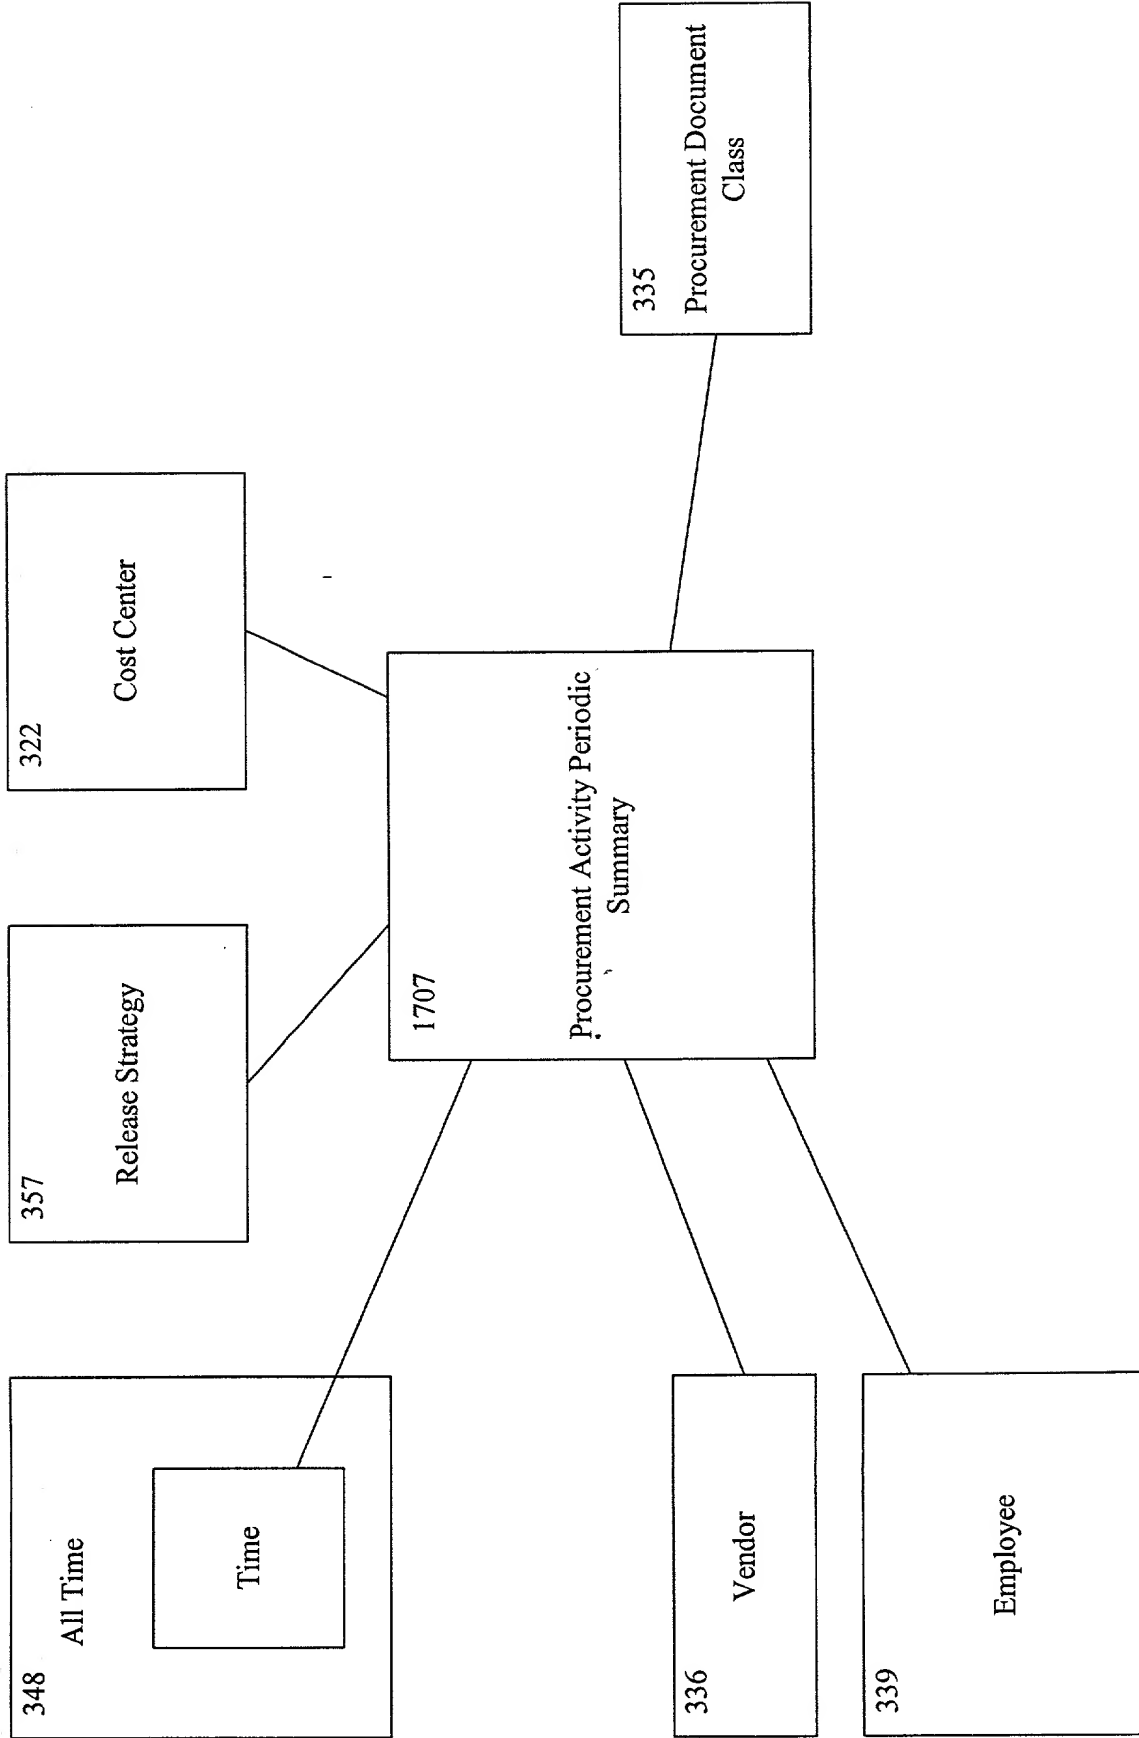 348
All Time
Time
357
Release Strategy
322
Cost Center
1707
Procurement Activity Periodic
Summary
336
Vendor
339
Employee
335
Procurement Document
Class